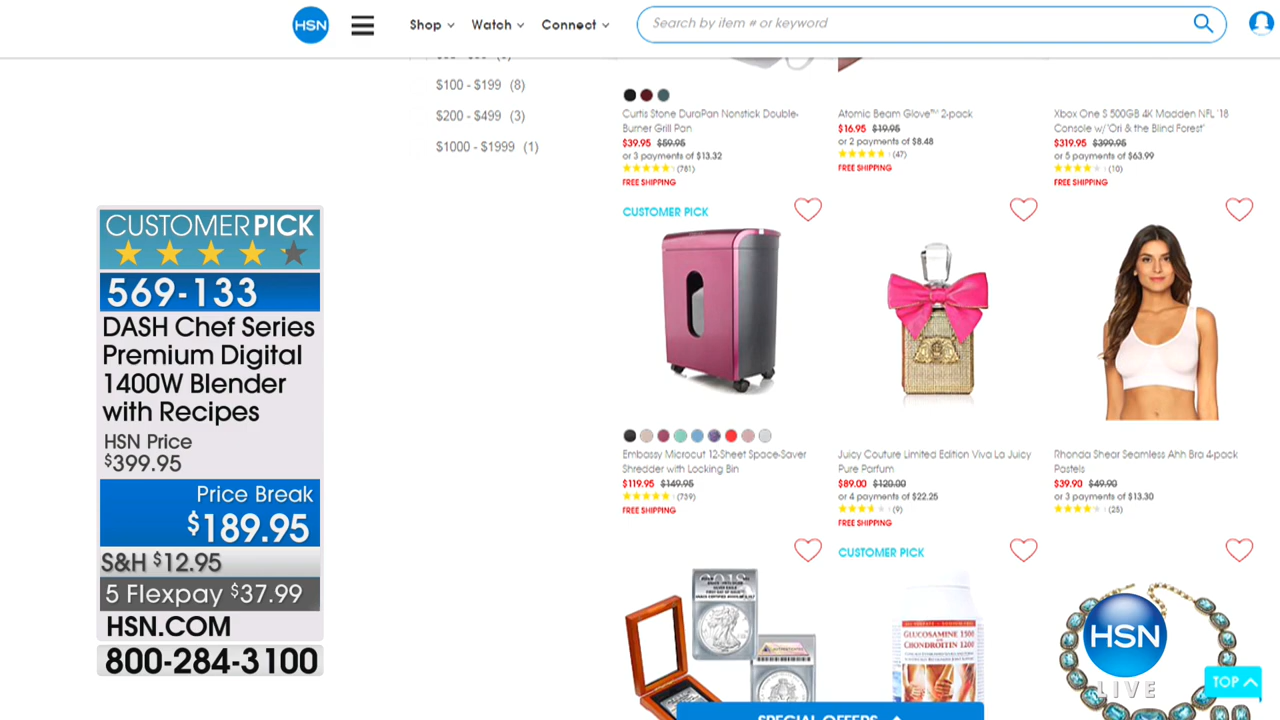 HSN
Shop
Watch
Connect
Search by item # or keyword
$100 - $199 (8)
$200 - $499 (3)
$1000 - $1999 (1)
CUSTOMER PICK
569-133
DASH Chef Series
Premium Digital
1400W Blender
with Recipes
HSN Price
$399.95
Price Break
$189.95
S&H $12.95
5 Flexpay $37.99
HSN.COM
800-284-3100
Curtis Stone DuraPan Nonstick Double-
Burner Grill Pan
$39.95 $59.95
or 3 payments of $13.32
(781)
FREE SHIPPING
Atomic Beam Glove™ 2-pack
$16.95 $19.95
or 2 payments of $8.48
(47)
FREE SHIPPING
Xbox One S 500GB 4K Madden NFL '18
Console w/ 'Ori & the Blind Forest'
$319.95 $399.95
or 5 payments of $63.99
(10)
FREE SHIPPING
CUSTOMER PICK
Embassy Microcut 12-Sheet Space-Saver
Shredder with Locking Bin
$119.95 $149.95
(739)
FREE SHIPPING
Juicy Couture Limited Edition Viva La Juicy
Pure Parfum
$89.00 $120.00
or 4 payments of $22.25
(9)
FREE SHIPPING
Rhonda Shear Seamless Ahh Bra 4-pack
Pastels
$39.90 $49.90
or 3 payments of $13.30
(25)
CUSTOMER PICK
GLUCOSAMINE 1500
CHONDROITIN 1200
HSN
LIVE
TOP
SPECIAL OFFERS